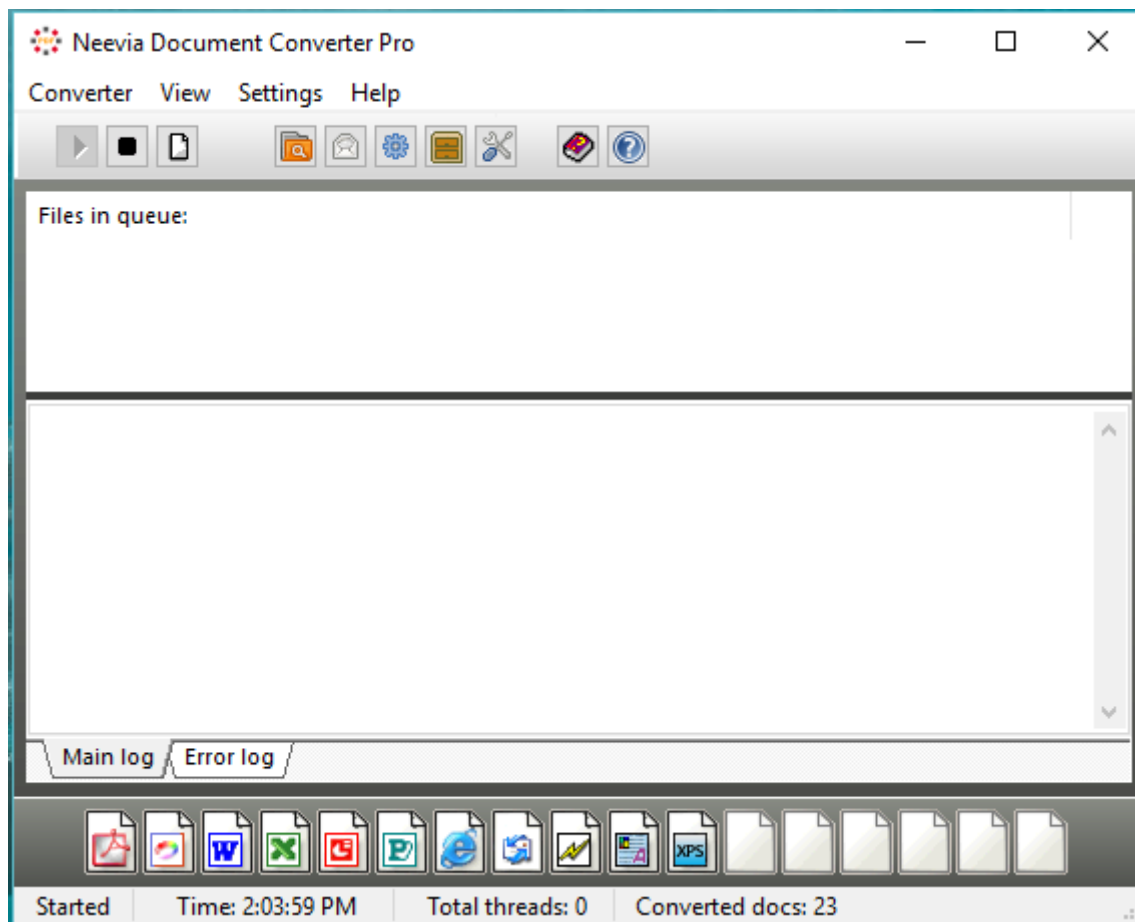 Neevia Document Converter Pro
Converter View Settings Help
Files in queue:
Main log Error log
XPS
Started Time: 2:03:59 PM Total threads: 0 Converted docs: 23